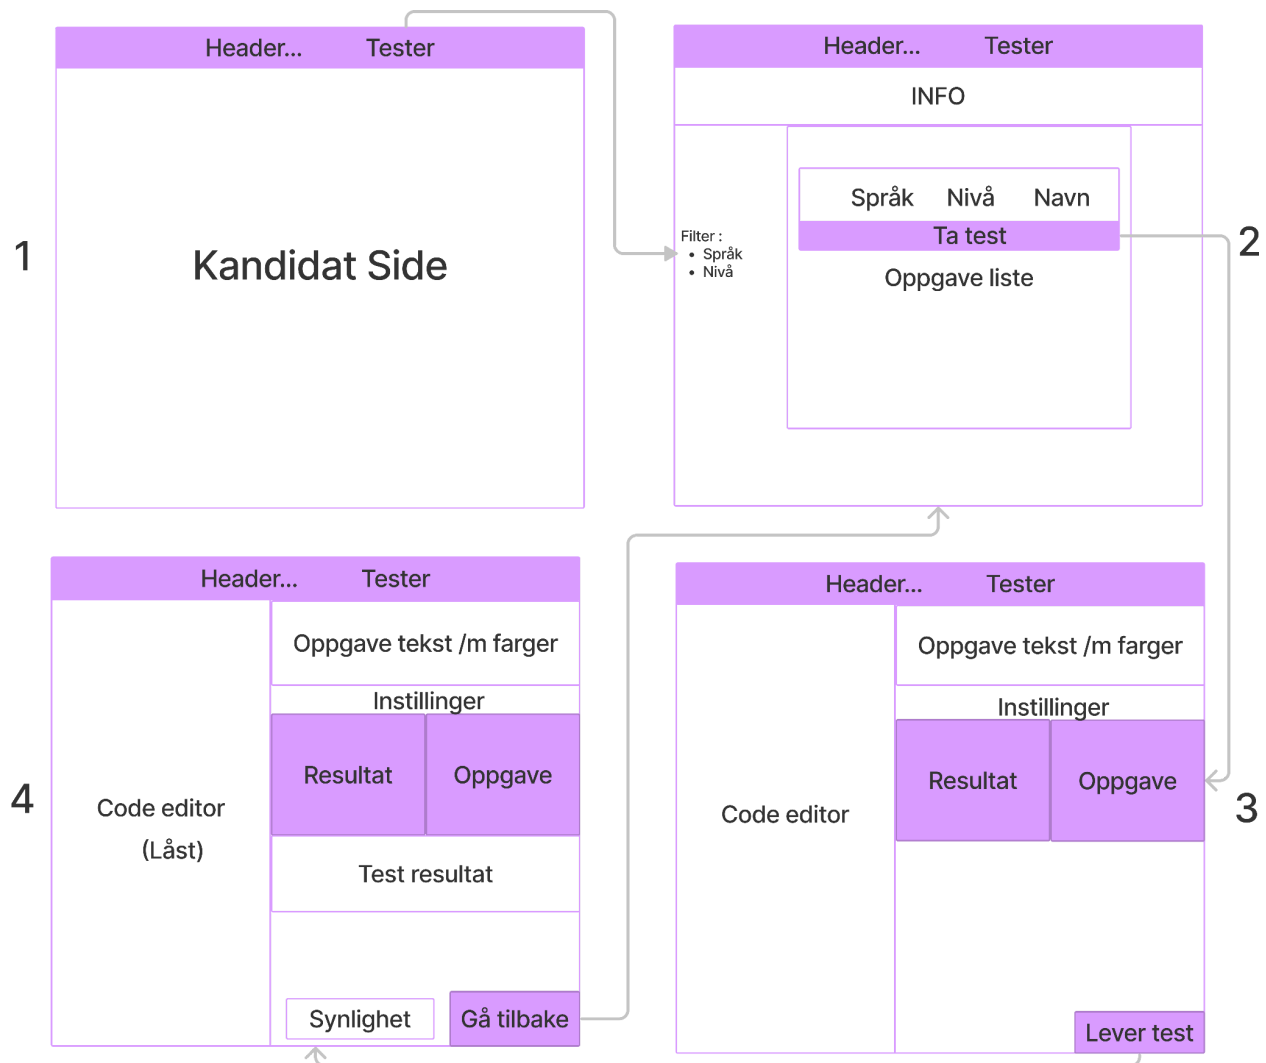 Header... Tester
Kandidat Side
1
Header... Tester
INFO
Språk Nivå Navn
Ta test
Oppgave liste
Filter :
• Språk
• Nivå
2
Header... Tester
Oppgave tekst /m farger
Instillinger
Resultat Oppgave
Code editor
Lever test
3
Header... Tester
Oppgave tekst /m farger
Instillinger
Resultat Oppgave
Code editor
(Låst)
Test resultat
Synlighet Gå tilbake
4